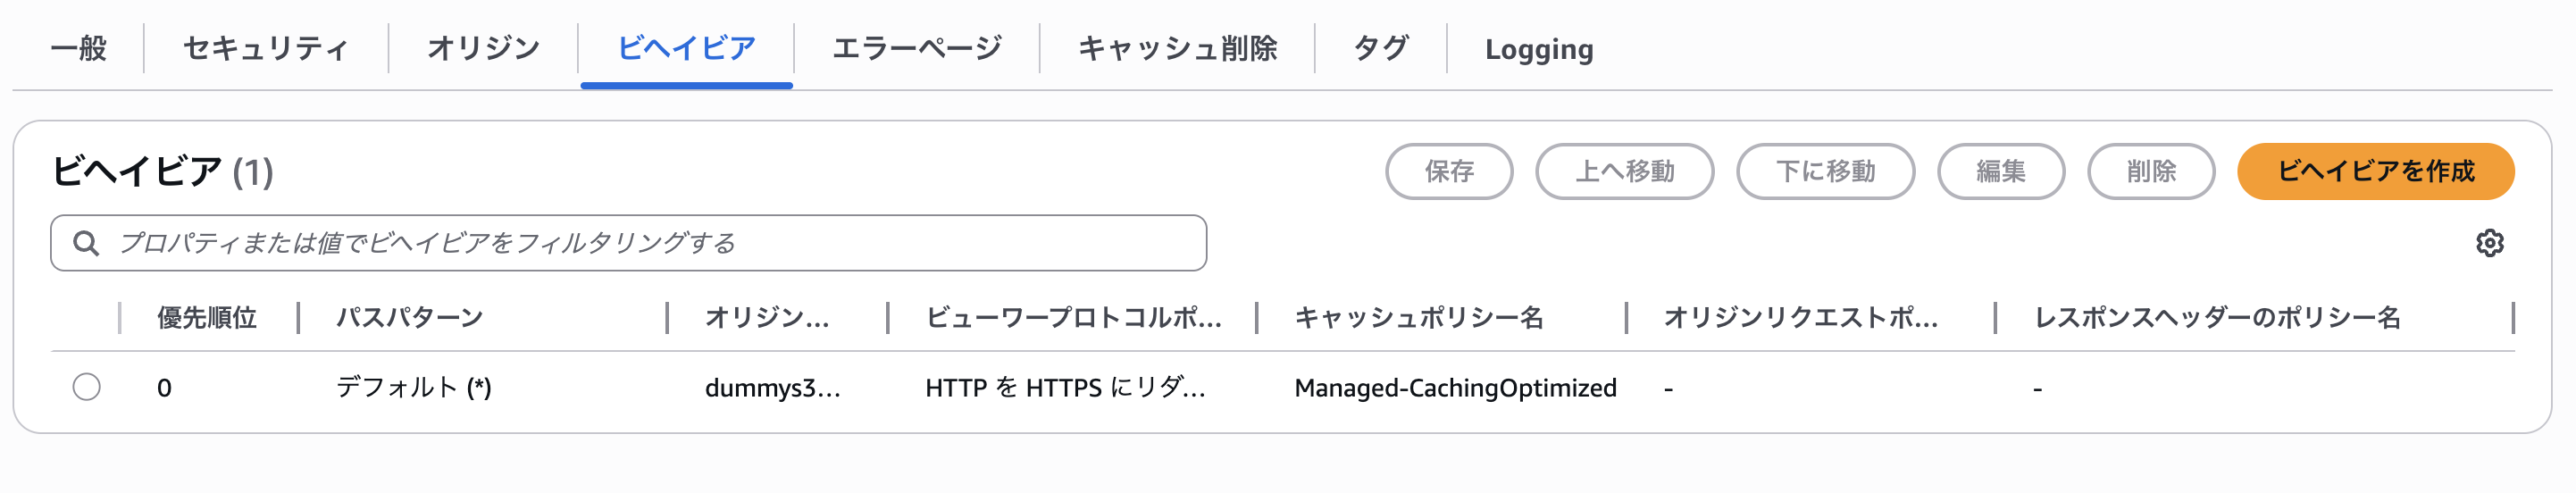 一般 セキュリティ オリジン ビヘイビア エラーページ キャッシュ削除 タグ Logging
ビヘイビア (1) 保存 上へ移動 下に移動 編集 削除 ビヘイビアを作成
プロパティまたは値でビヘイビアをフィルタリングする
優先順位 パスパターン オリジン... ビューワープロトコルポ... キャッシュポリシー名 オリジンリクエストポ... レスポンスヘッダーのポリシー名
0 デフォルト (*) dummys3... HTTP を HTTPS にリダ... Managed-CachingOptimized - -